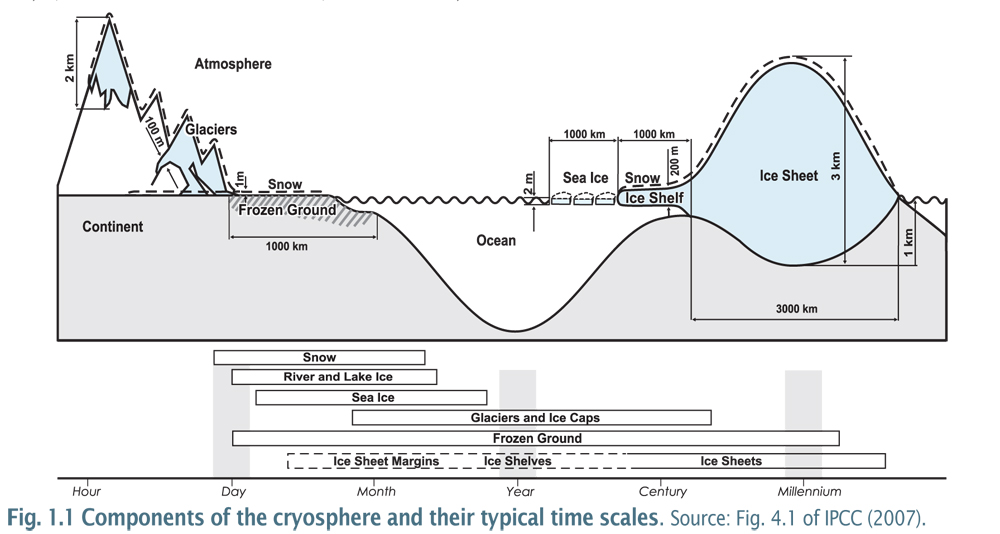 2 km
Atmosphere
100 m
Glaciers
1m
Snow
Frozen Ground
1000 km
Continent
Ocean
2 m
1000 km
1000 km
Sea Ice
Snow
200 m
Ice Shelf
Ice Sheet
3 km
1 km
3000 km
Snow
River and Lake Ice
Sea Ice
Glaciers and Ice Caps
Frozen Ground
Ice Sheet Margins Ice Shelves Ice Sheets
Hour Day Month Year Century Millennium
Fig. 1.1 Components of the cryosphere and their typical time scales. Source: Fig. 4.1 of IPCC (2007).